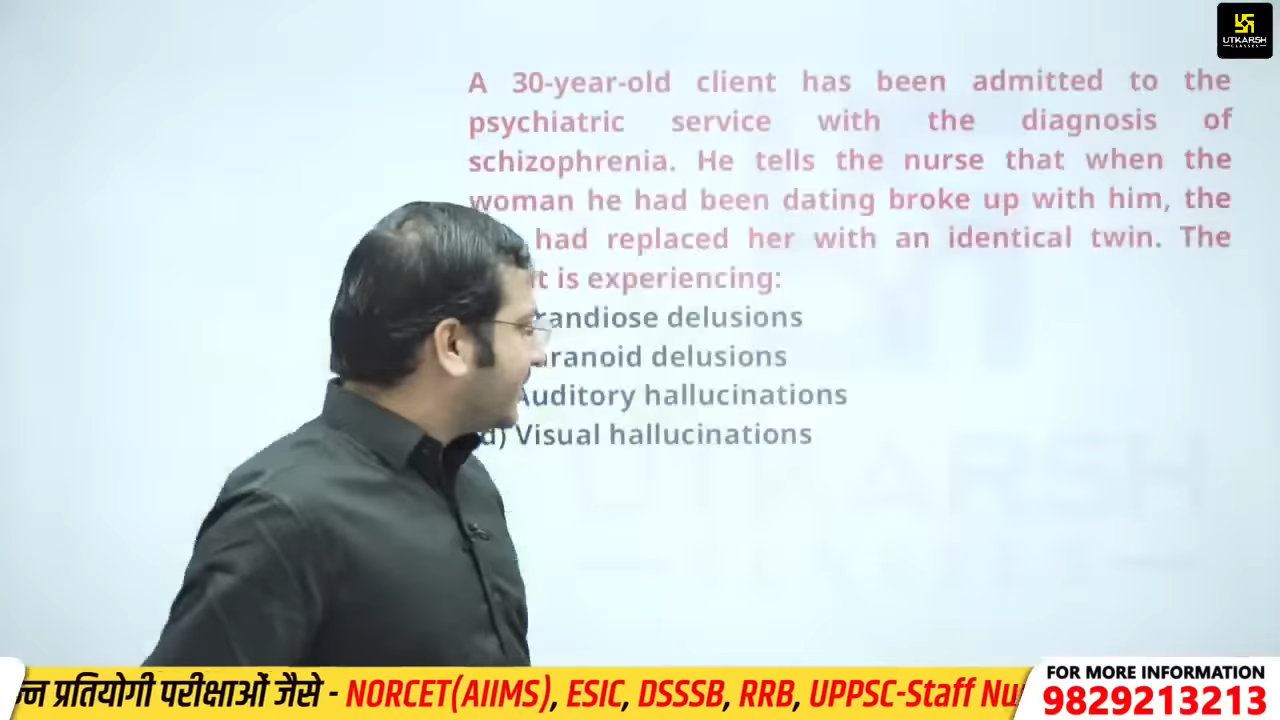 UTKARSH
CLASSES
A 30-year-old client has been admitted to the
psychiatric service with the diagnosis of
schizophrenia. He tells the nurse that when the
woman he had been dating broke up with him, the
had replaced her with an identical twin. The
is experiencing:
delusions
delusions
Auditory hallucinations
d) Visual hallucinations
UTKARSH
CLASSES
प्रतियोगी परीक्षाओं जैसे - NORCET(AIIMS), ESIC, DSSSB, RRB, UPPSC-Staff
FOR MORE INFORMATION
9829213213